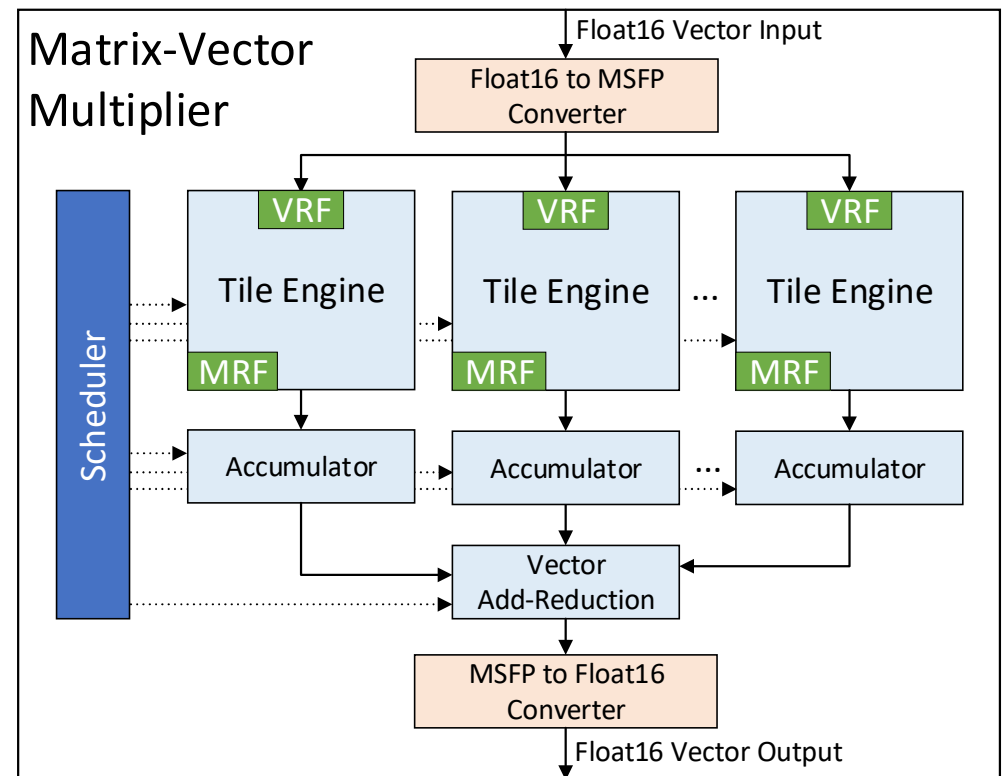 Matrix-Vector
Multiplier
Float16 Vector Input
Float16 to MSFP
Converter
VRF
VRF
VRF
Tile Engine
Tile Engine
...
Tile Engine
MRF
MRF
MRF
Scheduler
Accumulator
Accumulator
...
Accumulator
Vector
Add-Reduction
MSFP to Float16
Converter
Float16 Vector Output